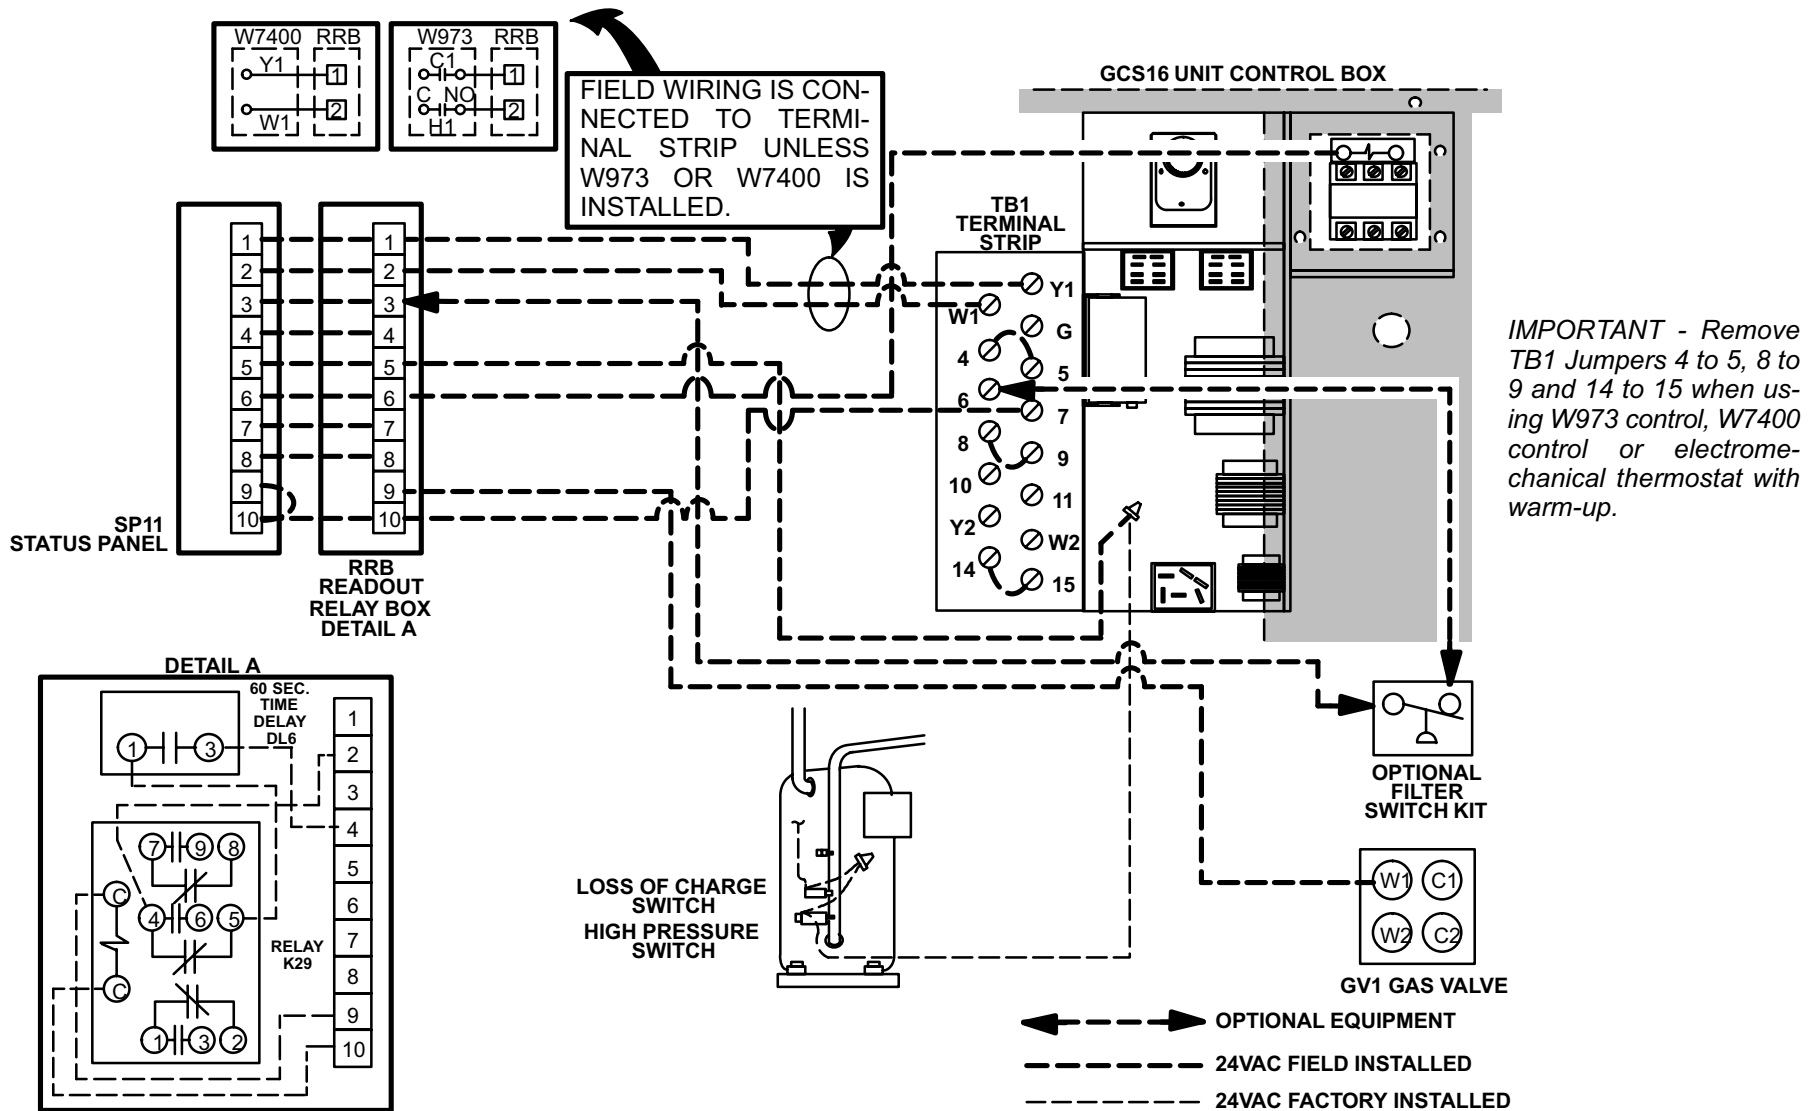 W7400 RRB
Y1 1
2
W1
W973 RRB
C1 1
C NO 2
H1
FIELD WIRING IS CON-
NECTED TO TERMI-
NAL STRIP UNLESS
W973 OR W7400 IS
INSTALLED.
GCS16 UNIT CONTROL BOX
TB1
TERMINAL
STRIP
Y1
W1
G
4
5
6
7
8
9
10
11
Y2
W2
14
15
1
2
3
4
5
6
7
8
9
10
SP11
STATUS PANEL
1
2
3
4
5
6
7
8
9
10
RRB
READOUT
RELAY BOX
DETAIL A
IMPORTANT - Remove
TB1 Jumpers 4 to 5, 8 to
9 and 14 to 15 when us-
ing W973 control, W7400
control or electrome-
chanical thermostat with
warm-up.
DETAIL A
60 SEC.
TIME
DELAY
DL6
1 3
7 9 8
C
4 6 5
C
1 3 2
RELAY
K29
1
2
3
4
5
6
7
8
9
10
LOSS OF CHARGE
SWITCH
HIGH PRESSURE
SWITCH
OPTIONAL
FILTER
SWITCH KIT
W1 C1
W2 C2
GV1 GAS VALVE
OPTIONAL EQUIPMENT
24VAC FIELD INSTALLED
24VAC FACTORY INSTALLED